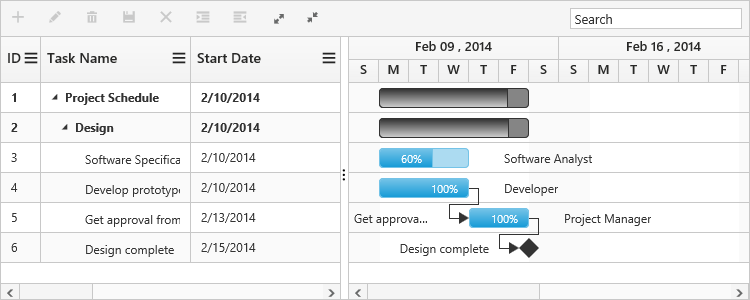 Search
ID Task Name Start Date
Feb 09 , 2014 Feb 16 , 2014
S M T W T F S S M T W T F
1 Project Schedule 2/10/2014
2 Design 2/10/2014
3 Software Specifica 2/10/2014 60% Software Analyst
4 Develop prototype 2/10/2014 100% Developer
5 Get approval from 2/13/2014 Get approva... 100% Project Manager
6 Design complete 2/15/2014 Design complete